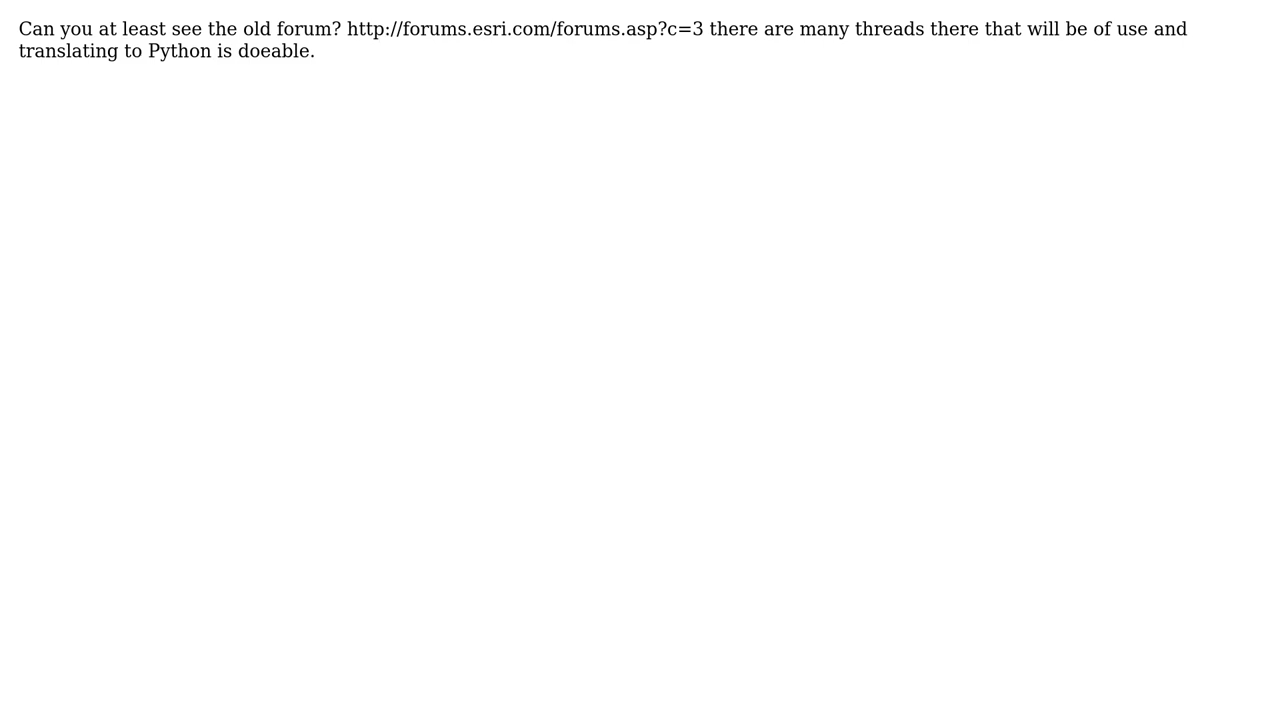 Can you at least see the old forum? http://forums.esri.com/forums.asp?c=3 there are many threads there that will be of use and
translating to Python is doeable.